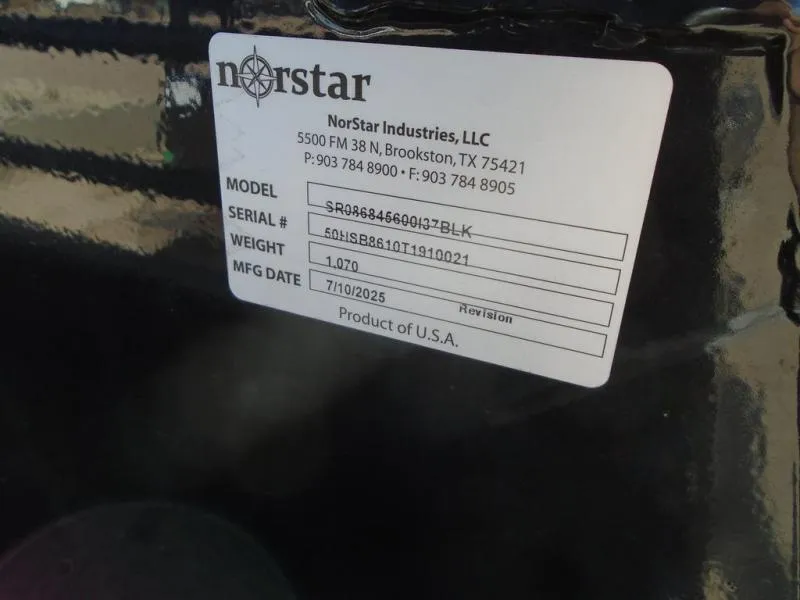 norstar
NorStar Industries, LLC
5500 FM 38 N, Brookston, TX 75421
P: 903 784 8900 • F: 903 784 8905
MODEL SR086845600I37BLK
SERIAL # 50HSB8610T1910021
WEIGHT 1,070
MFG DATE 7/10/2025 Revision
Product of U.S.A.